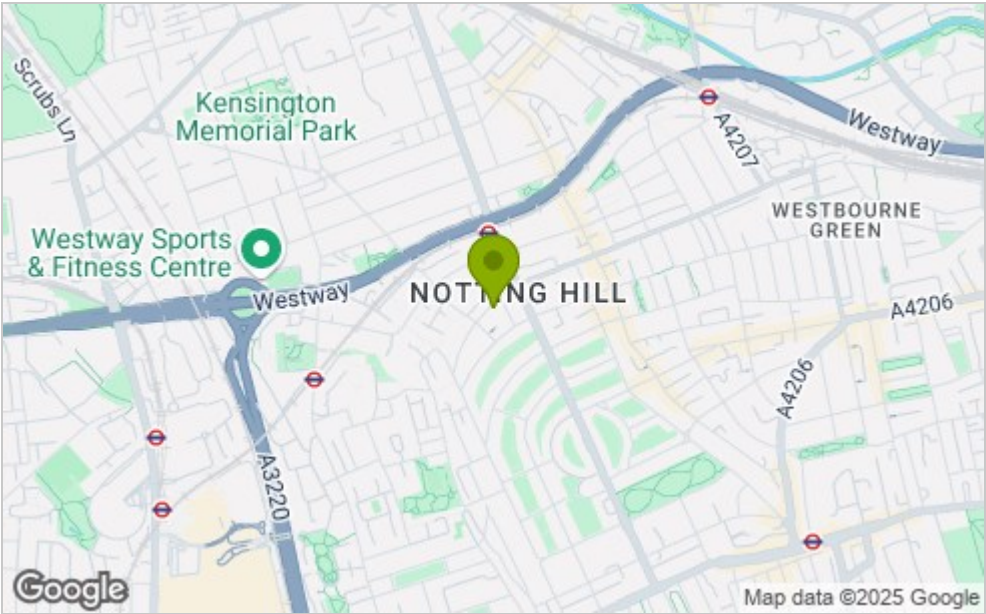 Scrubs Ln
Kensington
Memorial Park
A4207
Westway
WESTBOURNE
GREEN
Westway Sports
& Fitness Centre
Westway
NOTTING HILL
A4206
A4206
A3220
Google
Map data ©2025 Google